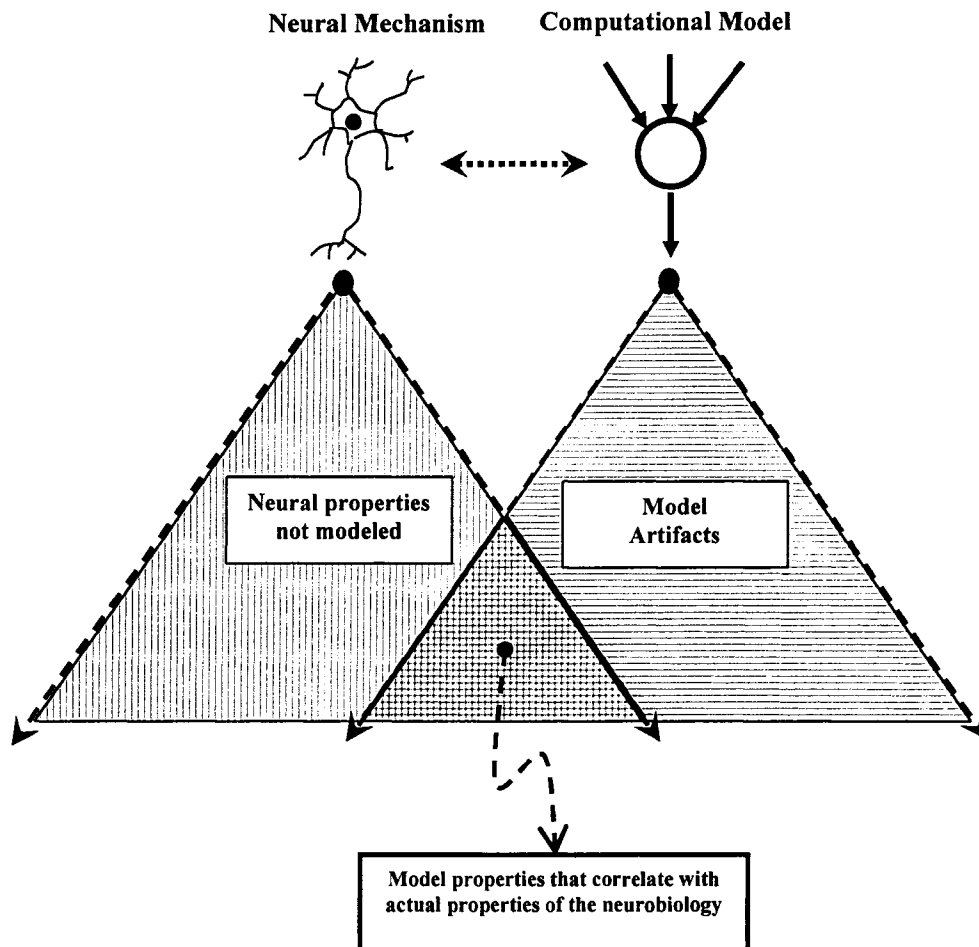 Neural Mechanism
Computational Model
Neural properties
not modeled
Model
Artifacts
Model properties that correlate with
actual properties of the neurobiology